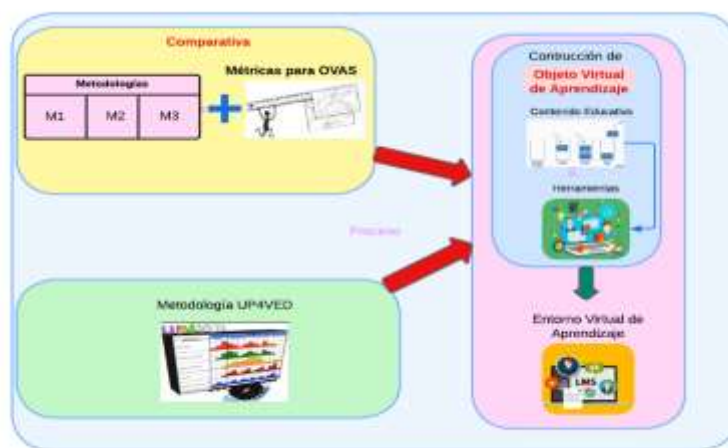 Comparativa
Métricas para OVAS
Metodologías
M1 M2 M3
Metodología UP4VED
Proceso
Contrucción de
Objeto Virtual
de Aprendizaje
Contenido Educativo
Herramientas
Entorno Virtual de
Aprendizaje
LMS